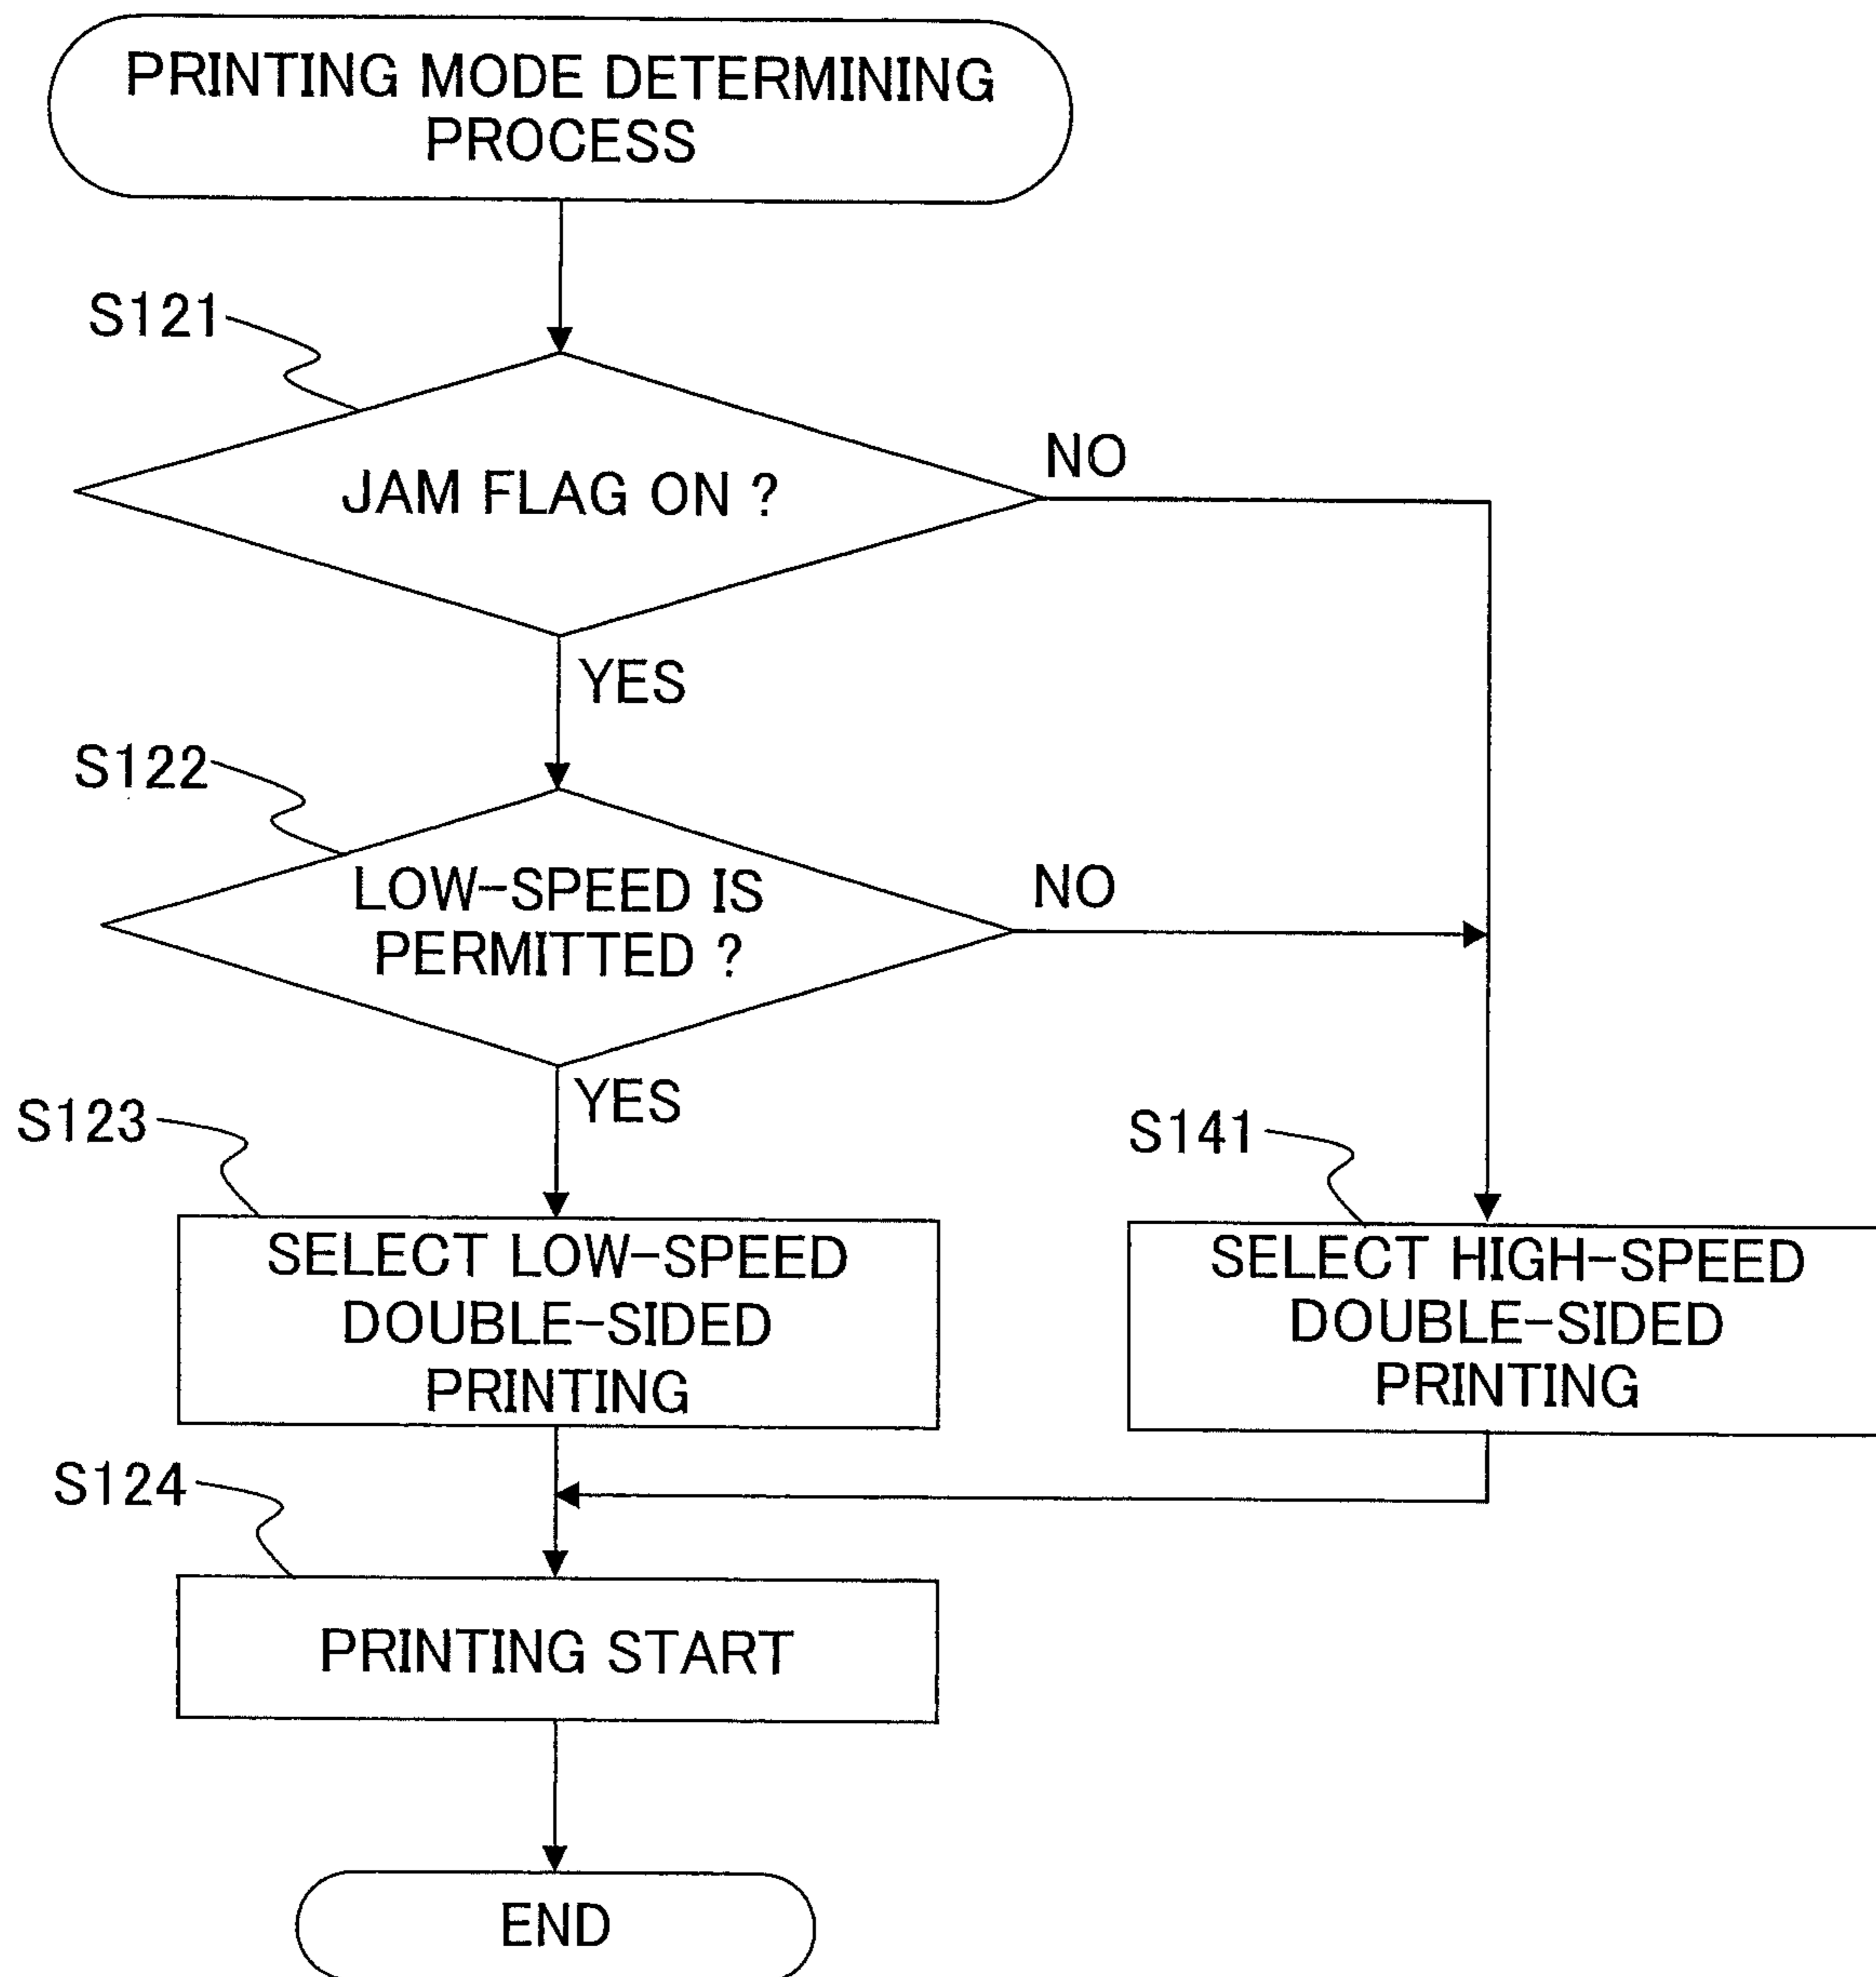 PRINTING MODE DETERMINING
PROCESS
S121
JAM FLAG ON ?
NO
YES
S122
LOW-SPEED IS
PERMITTED ?
NO
YES
S123
SELECT LOW-SPEED
DOUBLE-SIDED
PRINTING
S141
SELECT HIGH-SPEED
DOUBLE-SIDED
PRINTING
S124
PRINTING START
END